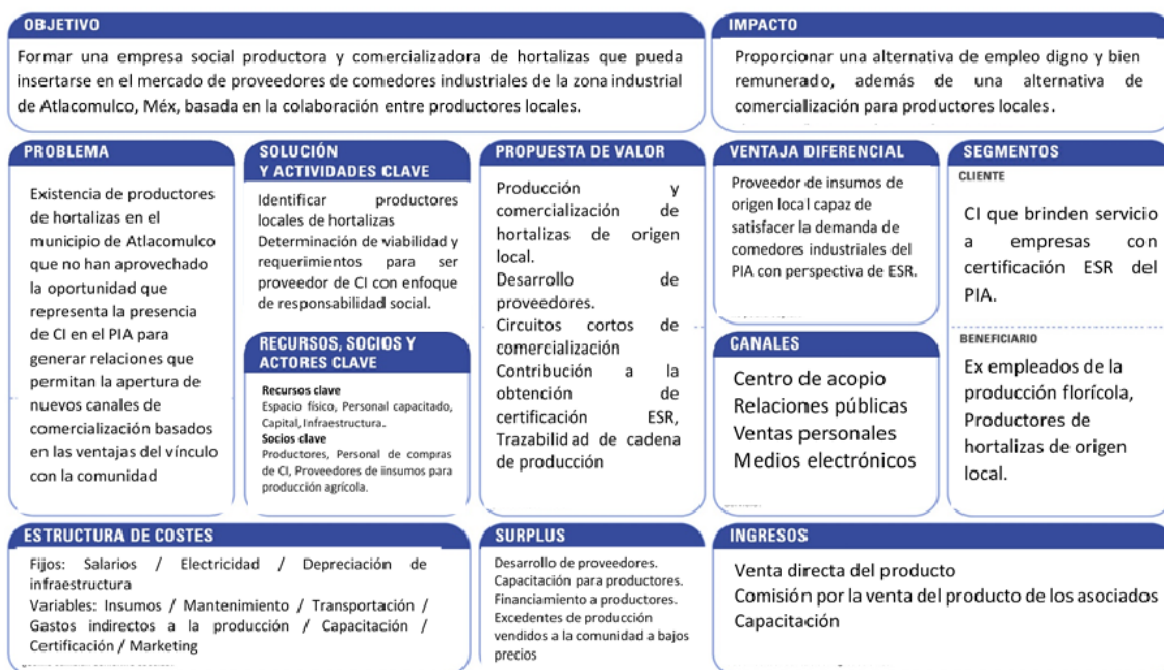 OBJETIVO
Formar una empresa social productora y comercializadora de hortalizas que pueda
insertarse en el mercado de proveedores de comedores industriales de la zona industrial
de Atlacomulco, Méx, basada en la colaboración entre productores locales.
IMPACTO
Proporcionar una alternativa de empleo digno y bien
remunerado, además de una alternativa de
comercialización para productores locales.
PROBLEMA
Existencia de productores
de hortalizas en el
municipio de Atlacomulco
que no han aprovechado
la oportunidad que
representa la presencia
de CI en el PIA para
generar relaciones que
permitan la apertura de
nuevos canales de
comercialización basados
en las ventajas del vínculo
con la comunidad
SOLUCIÓN
Y ACTIVIDADES CLAVE
Identificar productores
locales de hortalizas
Determinación de viabilidad y
requerimientos para ser
proveedor de CI con enfoque
de responsabilidad social.
RECURSOS, SOCIOS Y
ACTORES CLAVE
Recursos clave
Espacio físico, Personal capacitado,
Capital, Infraestructura..
Socios clave
Productores, Personal de compras
de CI, Proveedores de iinsumos para
producción agrícola.
PROPUESTA DE VALOR
Producción y
comercialización de
hortalizas de origen
local.
Desarrollo de
proveedores.
Circuitos cortos de
comercialización
Contribución a la
obtención de
certificación ESR,
Trazabilidad de cadena
de producción
VENTAJA DIFERENCIAL
Proveedor de insumos de
origen local capaz de
satisfacer la demanda de
comedores industriales del
PIA con perspectiva de ESR.
CANALES
Centro de acopio
Relaciones públicas
Ventas personales
Medios electrónicos
SEGMENTOS
CLIENTE
CI que brinden servicio
a empresas con
certificación ESR del
PIA.
BENEFICIARIO
Ex empleados de la
producción florícola,
Productores de
hortalizas de origen
local.
ESTRUCTURA DE COSTES
Fijos: Salarios / Electricidad / Depreciación de
infraestructura
Variables: Insumos / Mantenimiento / Transportación /
Gastos indirectos a la producción / Capacitación /
Certificación / Marketing
SURPLUS
Desarrollo de proveedores.
Capacitación para productores.
Financiamiento a productores.
Excedentes de producción
vendidos a la comunidad a bajos
precios
INGRESOS
Venta directa del producto
Comisión por la venta del producto de los asociados
Capacitación